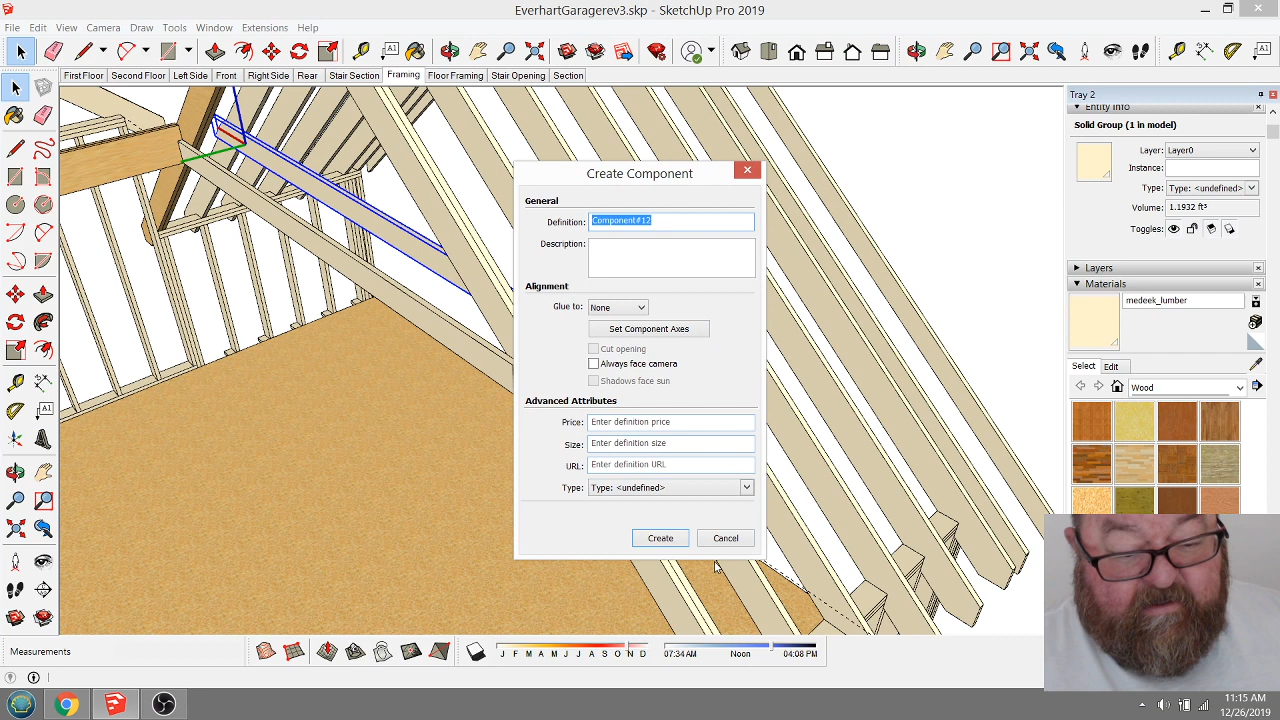 EverhartGaragerev3.skp - SketchUp Pro 2019
File Edit View Camera Draw Tools Window Extensions Help
First Floor Second Floor Left Side Front Right Side Rear Stair Section Framing Floor Framing Stair Opening Section
Tray 2
Entity Info
Solid Group (1 in model)
Layer: Layer0
Instance:
Type: Type: <undefined>
Volume: 1.1932 ft³
Toggles:
Layers
Materials
medeek_lumber
Select Edit
Wood
Create Component
General
Definition: Component#12
Description:
Alignment
Glue to: None
Set Component Axes
Cut opening
Always face camera
Shadows face sun
Advanced Attributes
Price: Enter definition price
Size: Enter definition size
URL: Enter definition URL
Type: Type: <undefined>
Create Cancel
Measurements
J F M A M J J A S O N D
07:34 AM Noon 04:08 PM
11:15 AM
12/26/2019